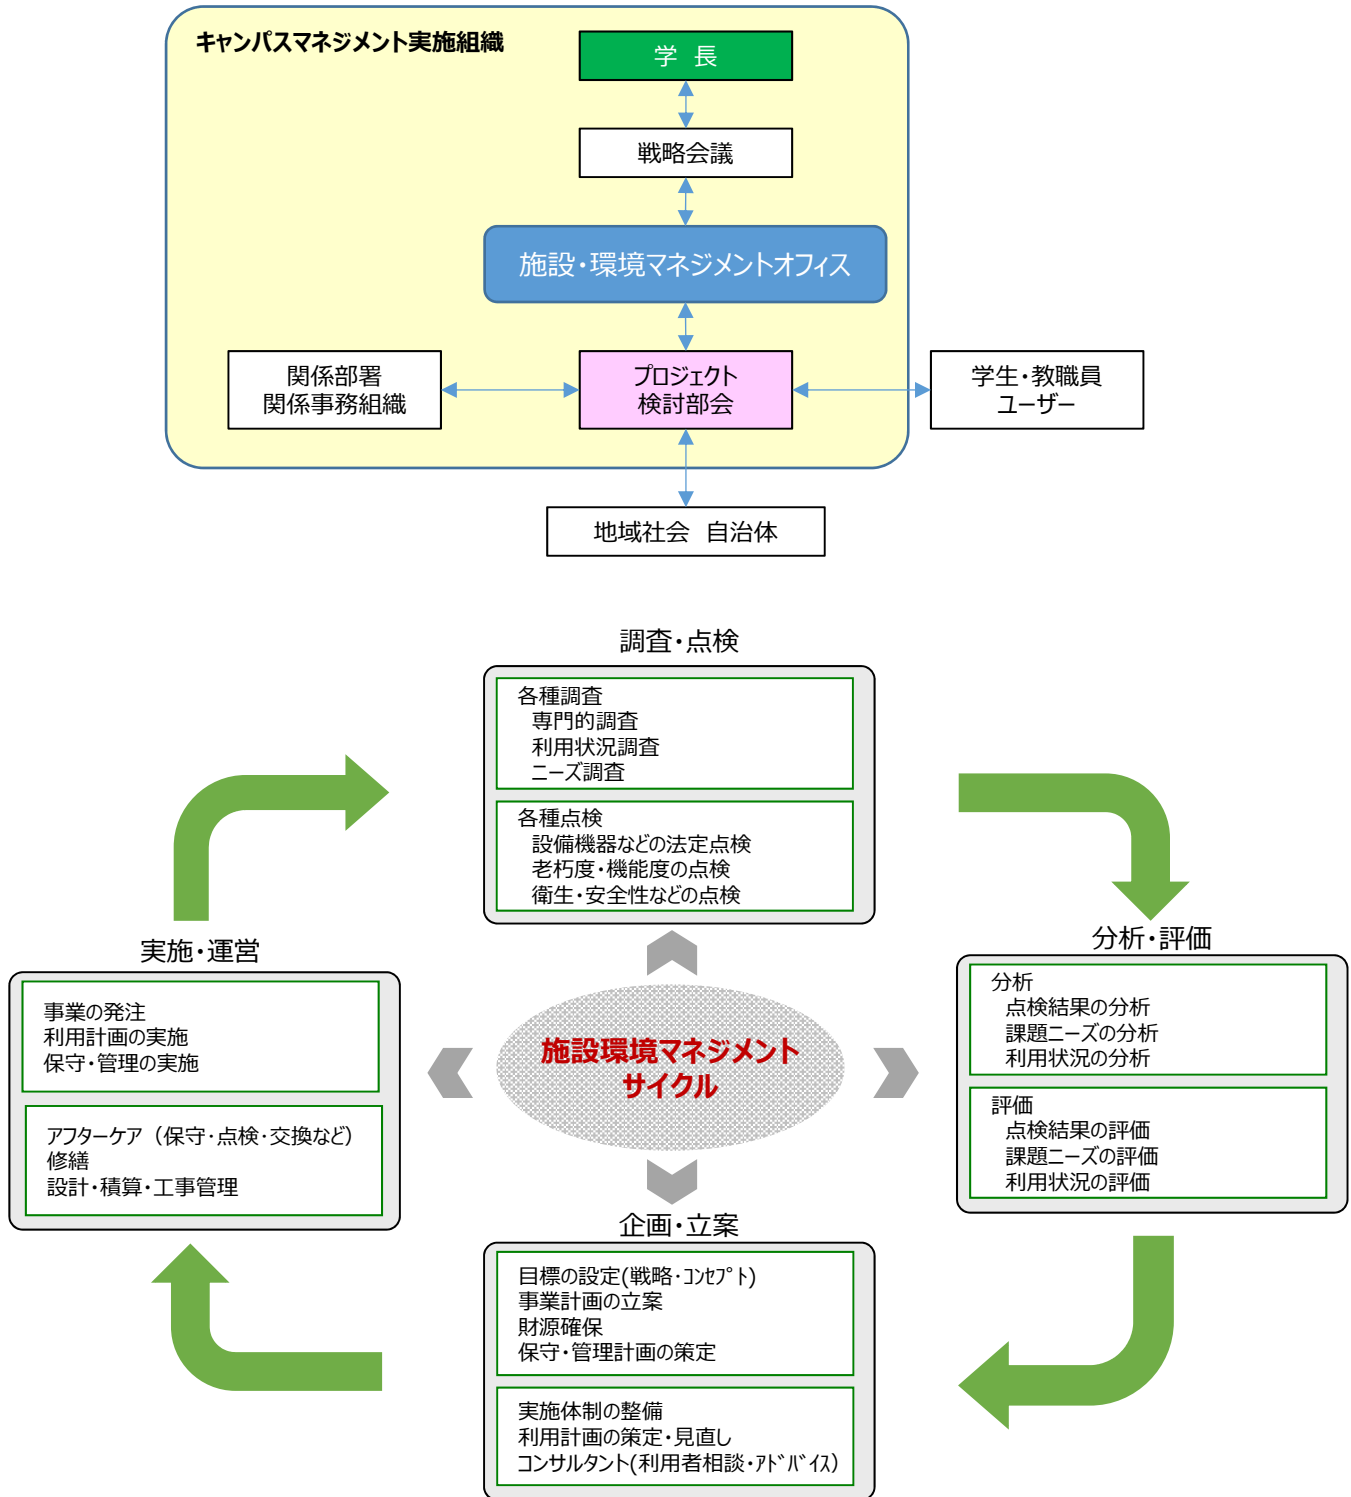 キャンパスマネジメント実施組織
学 長
戦略会議
施設・環境マネジメントオフィス
関係部署
関係事務組織
プロジェクト
検討部会
学生・教職員
ユーザー
地域社会 自治体
調査・点検
各種調査
専門的調査
利用状況調査
ニーズ調査
各種点検
設備機器などの法定点検
老朽度・機能度の点検
衛生・安全性などの点検
分析・評価
分析
点検結果の分析
課題ニーズの分析
利用状況の分析
評価
点検結果の評価
課題ニーズの評価
利用状況の評価
実施・運営
事業の発注
利用計画の実施
保守・管理の実施
アフターケア（保守・点検・交換など）
修繕
設計・積算・工事管理
施設環境マネジメント
サイクル
企画・立案
目標の設定(戦略・ｺﾝｾﾌﾟﾄ)
事業計画の立案
財源確保
保守・管理計画の策定
実施体制の整備
利用計画の策定・見直し
コンサルタント(利用者相談・ｱﾄﾞﾊﾞｲｽ)